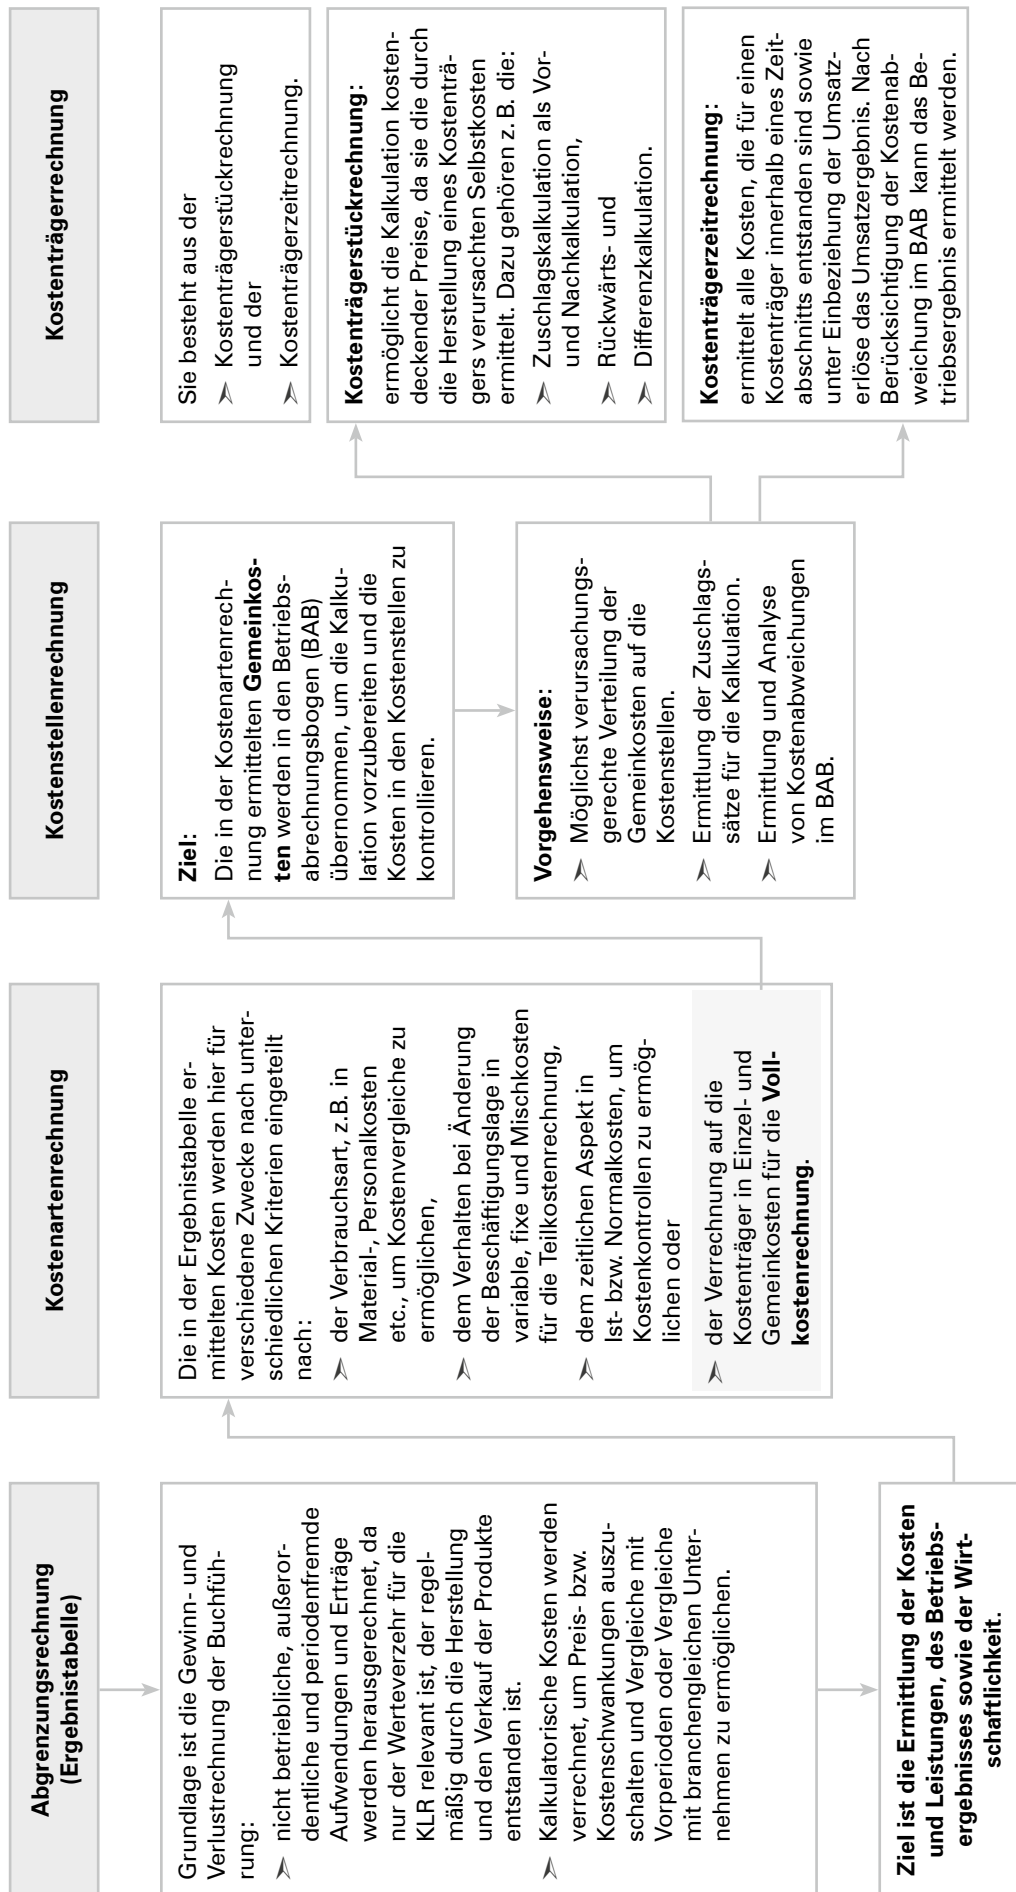 Abgrenzungsrechnung
(Ergebnistabelle)
Grundlage ist die Gewinn- und
Verlustrechnung der Buchfüh-
rung:
➢ nicht betriebliche, außeror-
dentliche und periodenfremde
Aufwendungen und Erträge
werden herausgerechnet, da
nur der Werteverzehr für die
KLR relevant ist, der regel-
mäßig durch die Herstellung
und den Verkauf der Produkte
entstanden ist.
➢ Kalkulatorische Kosten werden
verrechnet, um Preis- bzw.
Kostenschwankungen auszu-
schalten und Vergleiche mit
Vorperioden oder Vergleiche
mit branchengleichen Unter-
nehmen zu ermöglichen.
Ziel ist die Ermittlung der Kosten
und Leistungen, des Betriebs-
ergebnisses sowie der Wirt-
schaftlichkeit.
Kostenartenrechnung
Die in der Ergebnistabelle er-
mittelten Kosten werden hier für
verschiedene Zwecke nach unter-
schiedlichen Kriterien eingeteilt
nach:
➢ der Verbrauchsart, z.B. in
Material-, Personalkosten
etc., um Kostenvergleiche zu
ermöglichen,
➢ dem Verhalten bei Änderung
der Beschäftigungslage in
variable, fixe und Mischkosten
für die Teilkostenrechnung,
➢ dem zeitlichen Aspekt in
Ist- bzw. Normalkosten, um
Kostenkontrollen zu ermög-
lichen oder
➢ der Verrechnung auf die
Kostenträger in Einzel- und
Gemeinkosten für die Voll-
kostenrechnung.
Kostenstellenrechnung
Ziel:
Die in der Kostenartenrech-
nung ermittelten Gemeinkos-
ten werden in den Betriebs-
abrechnungsbogen (BAB)
übernommen, um die Kalku-
lation vorzubereiten und die
Kosten in den Kostenstellen zu
kontrollieren.
Vorgehensweise:
➢ Möglichst verursachungs-
gerechte Verteilung der
Gemeinkosten auf die
Kostenstellen.
➢ Ermittlung der Zuschlags-
sätze für die Kalkulation.
➢ Ermittlung und Analyse
von Kostenabweichungen
im BAB.
Kostenträgerrechnung
Sie besteht aus der
➢ Kostenträgerstückrechnung
und der
➢ Kostenträgerzeitrechnung.
Kostenträgerstückrechnung:
ermöglicht die Kalkulation kosten-
deckender Preise, da sie die durch
die Herstellung eines Kostenträ-
gers verursachten Selbstkosten
ermittelt. Dazu gehören z. B. die:
➢ Zuschlagskalkulation als Vor-
und Nachkalkulation,
➢ Rückwärts- und
➢ Differenzkalkulation.
Kostenträgerzeitrechnung:
ermittelt alle Kosten, die für einen
Kostenträger innerhalb eines Zeit-
abschnitts entstanden sind sowie
unter Einbeziehung der Umsatz-
erlöse das Umsatzergebnis. Nach
Berücksichtigung der Kostenab-
weichung im BAB kann das Be-
triebsergebnis ermittelt werden.